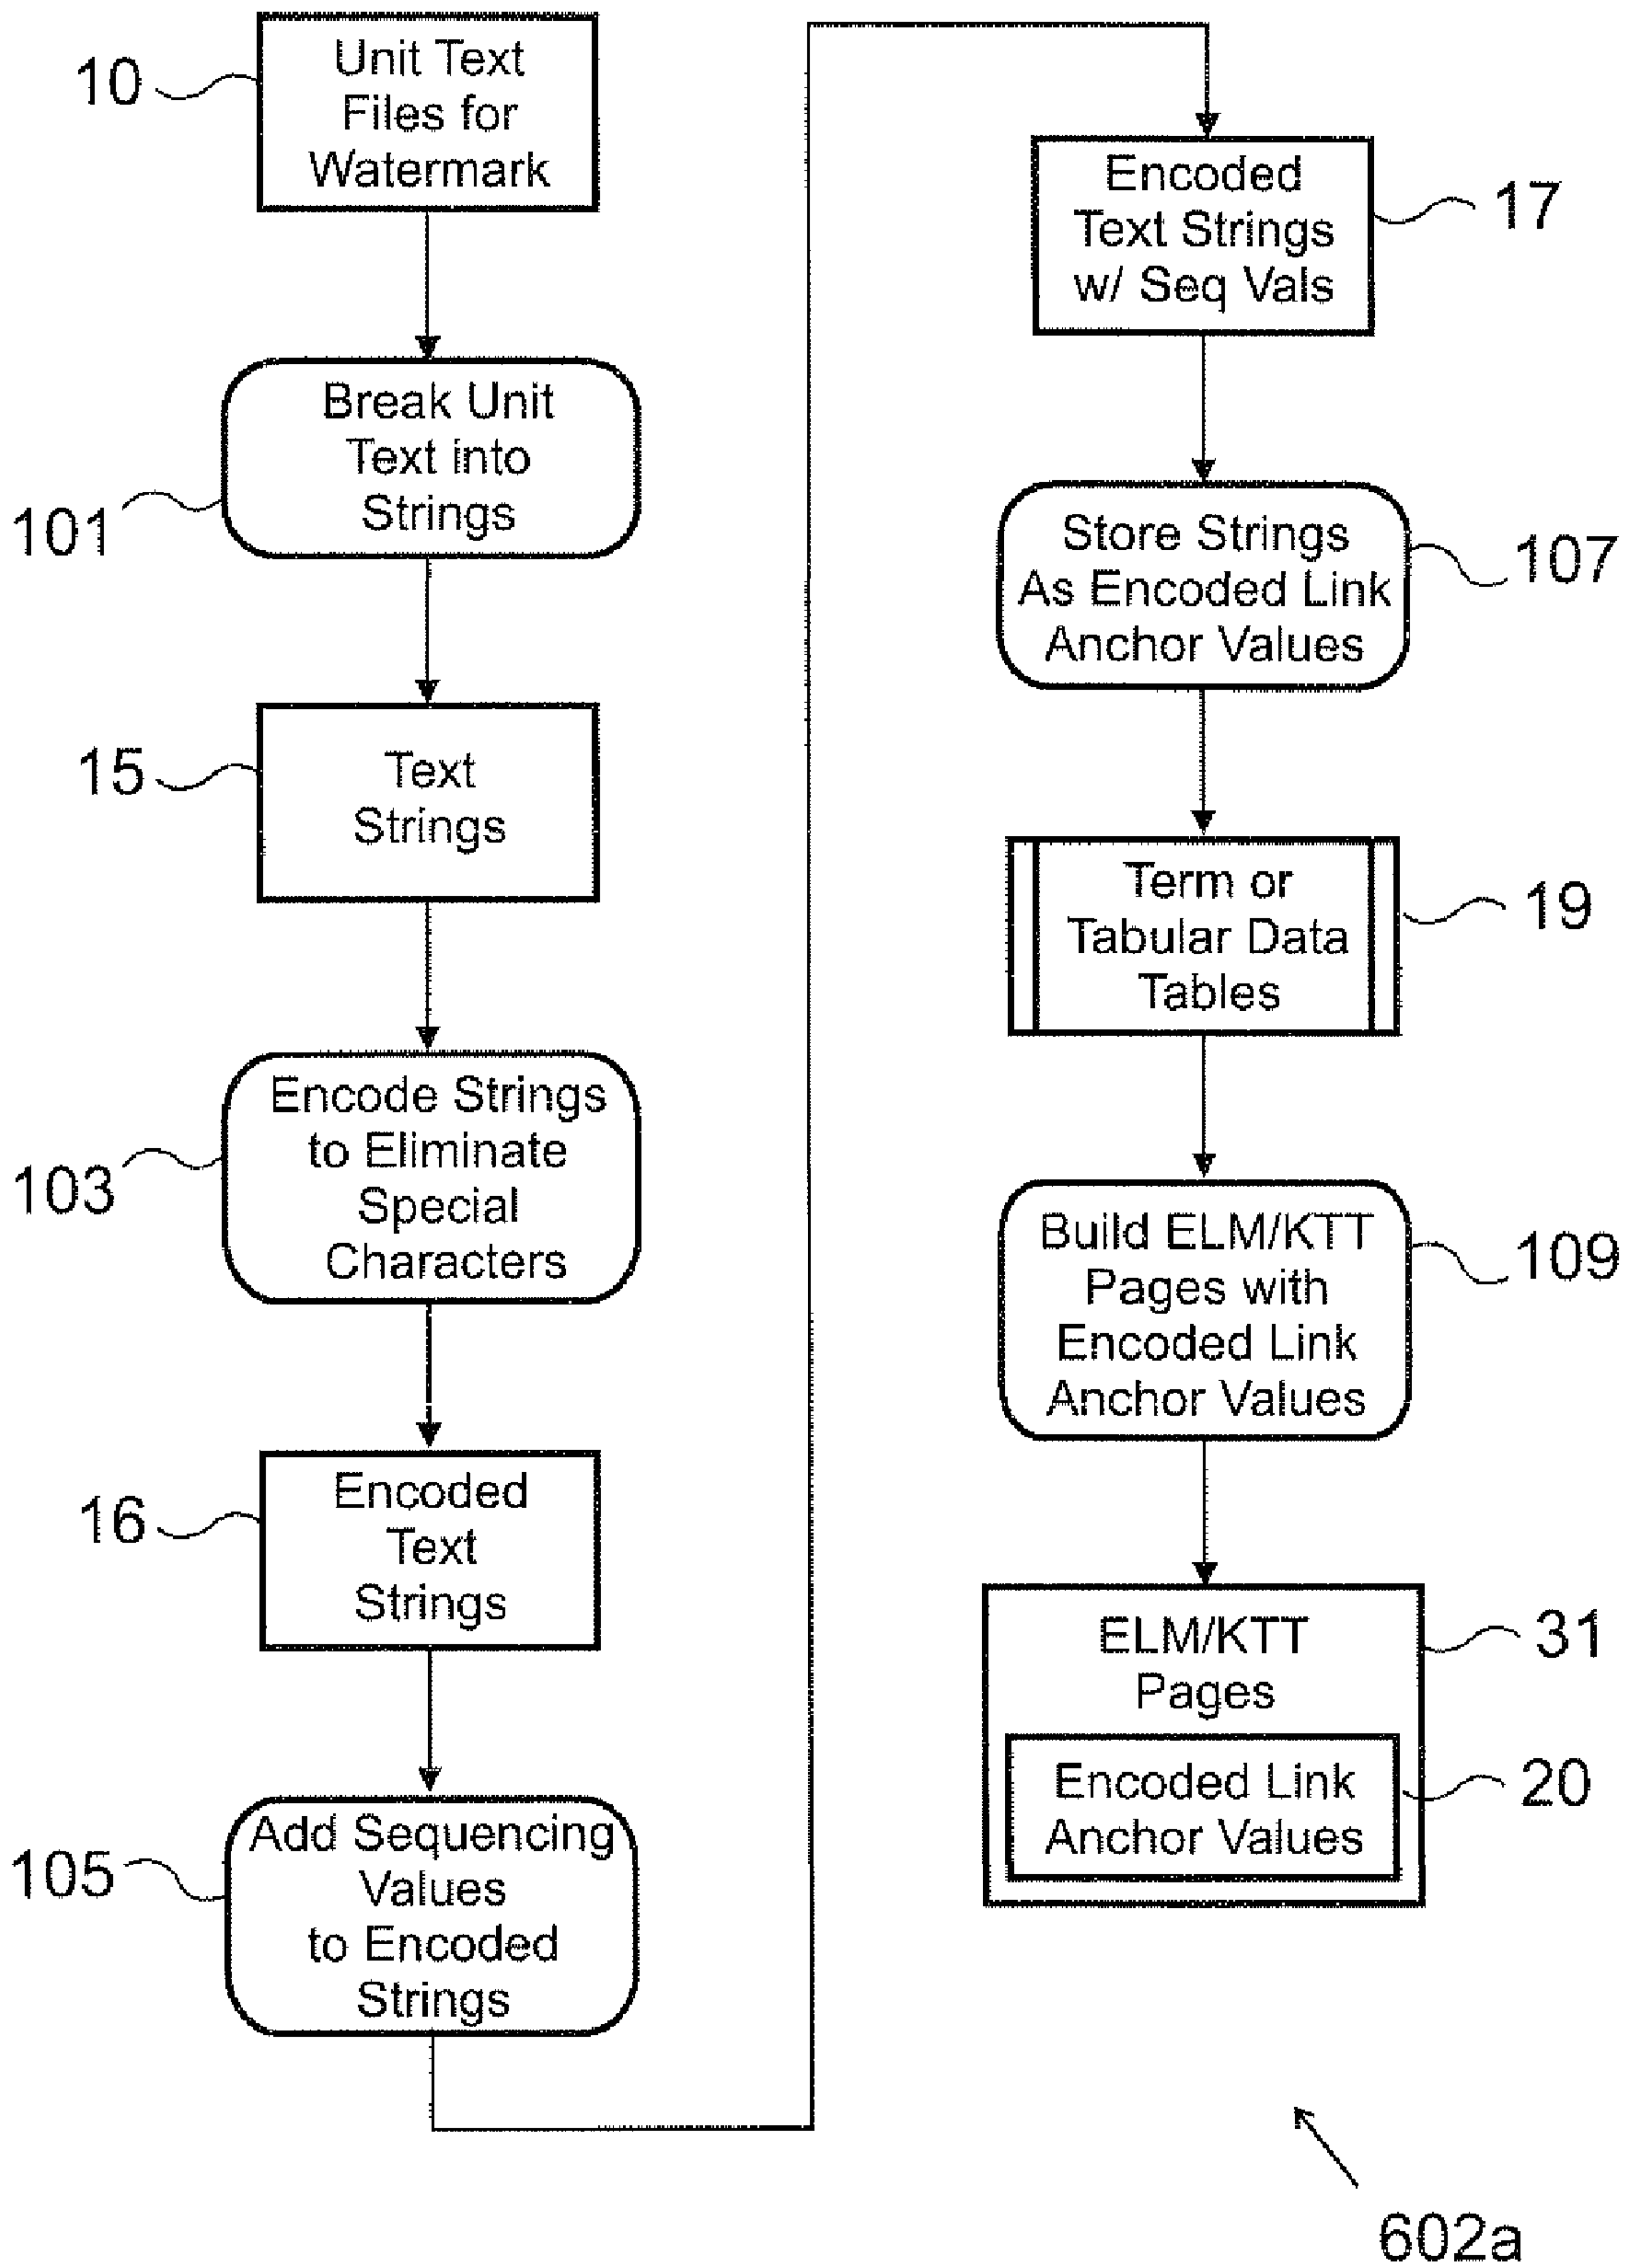 10
Unit Text
Files for
Watermark
101
Break Unit
Text into
Strings
15
Text
Strings
103
Encode Strings
to Eliminate
Special
Characters
16
Encoded
Text
Strings
105
Add Sequencing
Values
to Encoded
Strings
Encoded
Text Strings
w/ Seq Vals
17
Store Strings
As Encoded Link
Anchor Values
107
Term or
Tabular Data
Tables
19
Build ELM/KTT
Pages with
Encoded Link
Anchor Values
109
ELM/KTT
Pages
31
Encoded Link
Anchor Values
20
602a